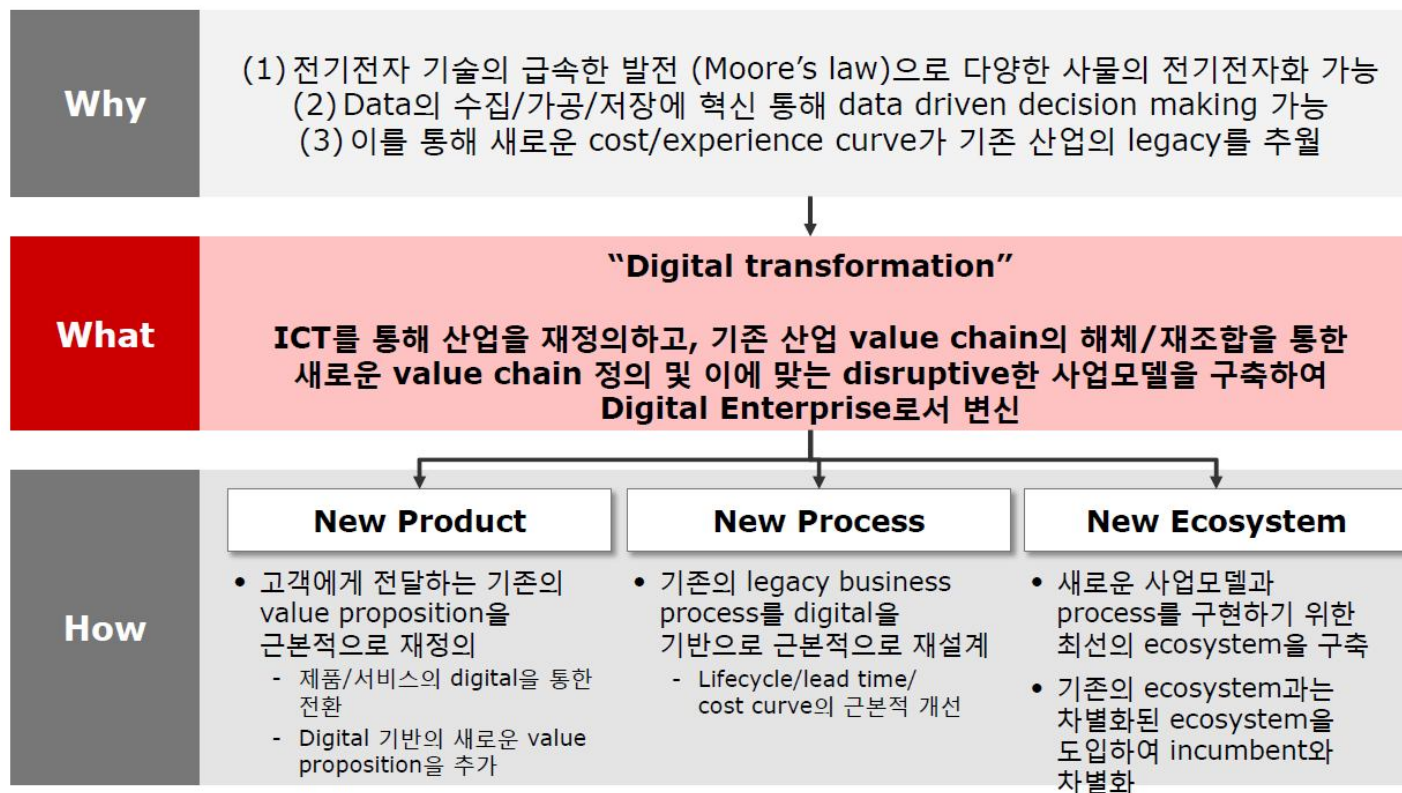 Why
(1) 전기전자 기술의 급속한 발전 (Moore’s law)으로 다양한 사물의 전기전자화 가능
(2) Data의 수집/가공/저장에 혁신 통해 data driven decision making 가능
(3) 이를 통해 새로운 cost/experience curve가 기존 산업의 legacy를 추월
What
“Digital transformation”
ICT를 통해 산업을 재정의하고, 기존 산업 value chain의 해체/재조합을 통한
새로운 value chain 정의 및 이에 맞는 disruptive한 사업모델을 구축하여
Digital Enterprise로서 변신
How
New Product
• 고객에게 전달하는 기존의
value proposition을
근본적으로 재정의
- 제품/서비스의 digital을 통한
전환
- Digital 기반의 새로운 value
proposition을 추가
New Process
• 기존의 legacy business
process를 digital을
기반으로 근본적으로 재설계
- Lifecycle/lead time/
cost curve의 근본적 개선
New Ecosystem
• 새로운 사업모델과
process를 구현하기 위한
최선의 ecosystem을 구축
• 기존의 ecosystem과는
차별화된 ecosystem을
도입하여 incumbent와
차별화